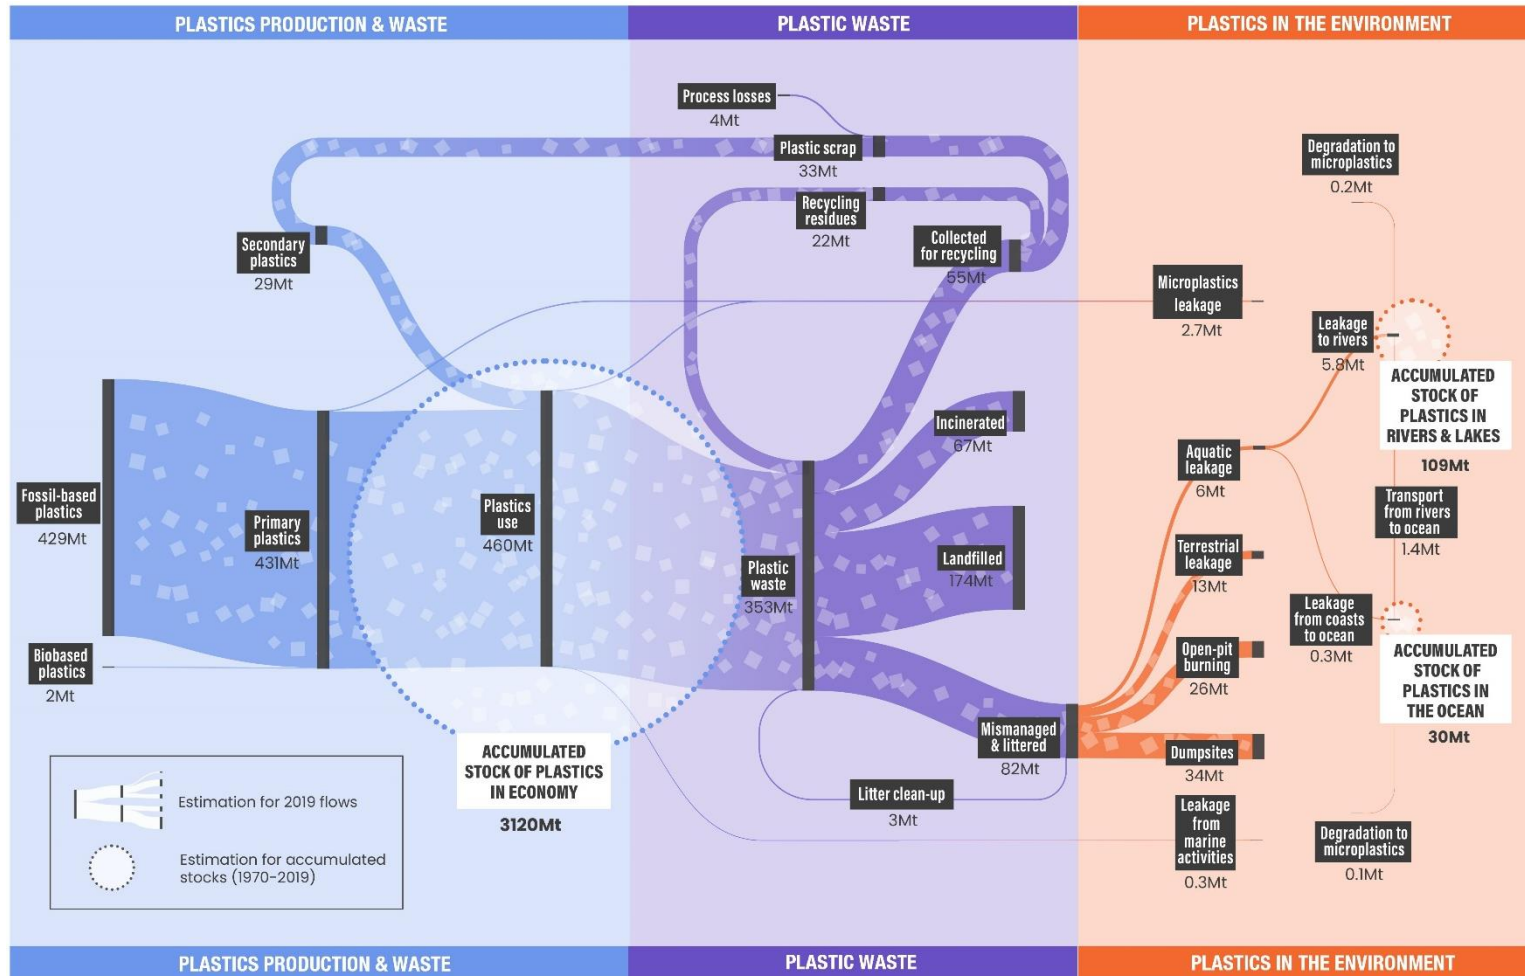 PLASTICS PRODUCTION & WASTE
PLASTIC WASTE
PLASTICS IN THE ENVIRONMENT
Process losses
4Mt
Plastic scrap
33Mt
Recycling
residues
22Mt
Collected
for recycling
55Mt
Secondary
plastics
29Mt
Degradation to
microplastics
0.2Mt
Microplastics
leakage
2.7Mt
Leakage
to rivers
5.8Mt
ACCUMULATED
STOCK OF
PLASTICS IN
RIVERS & LAKES
109Mt
Fossil-based
plastics
429Mt
Primary
plastics
431Mt
Plastics
use
460Mt
Plastic
waste
353Mt
Incinerated
67Mt
Landfilled
174Mt
Aquatic
leakage
6Mt
Transport
from rivers
to ocean
1.4Mt
Terrestrial
leakage
13Mt
Leakage
from coasts
to ocean
0.3Mt
Open-pit
burning
26Mt
ACCUMULATED
STOCK OF
PLASTICS IN
THE OCEAN
30Mt
Biobased
plastics
2Mt
Mismanaged
& littered
82Mt
Dumpsites
34Mt
ACCUMULATED
STOCK OF PLASTICS
IN ECONOMY
3120Mt
Litter clean-up
3Mt
Leakage
from
marine
activities
0.3Mt
Degradation to
microplastics
0.1Mt
Estimation for 2019 flows
Estimation for accumulated
stocks (1970-2019)
PLASTICS PRODUCTION & WASTE
PLASTIC WASTE
PLASTICS IN THE ENVIRONMENT